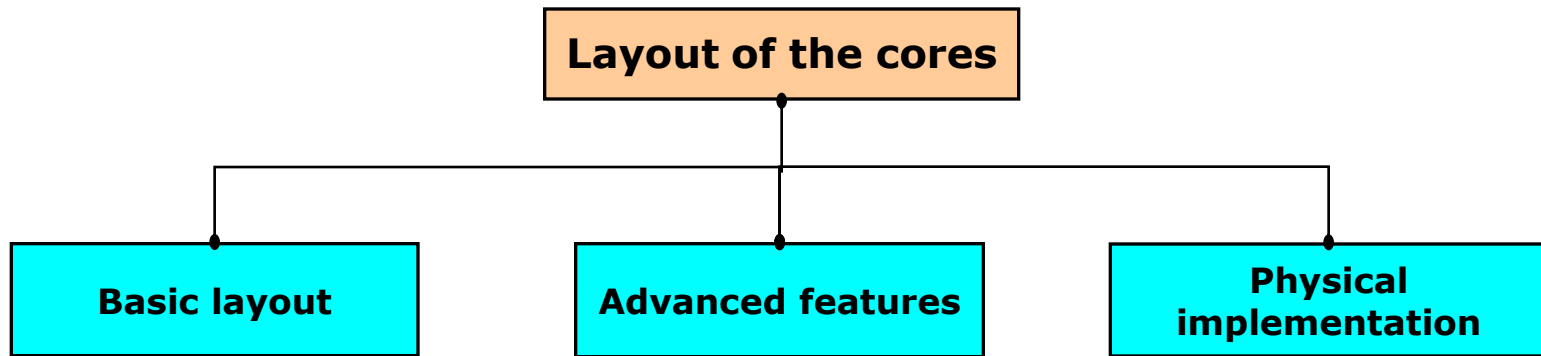 Layout of the cores
Basic layout
Advanced features
Physical
implementation